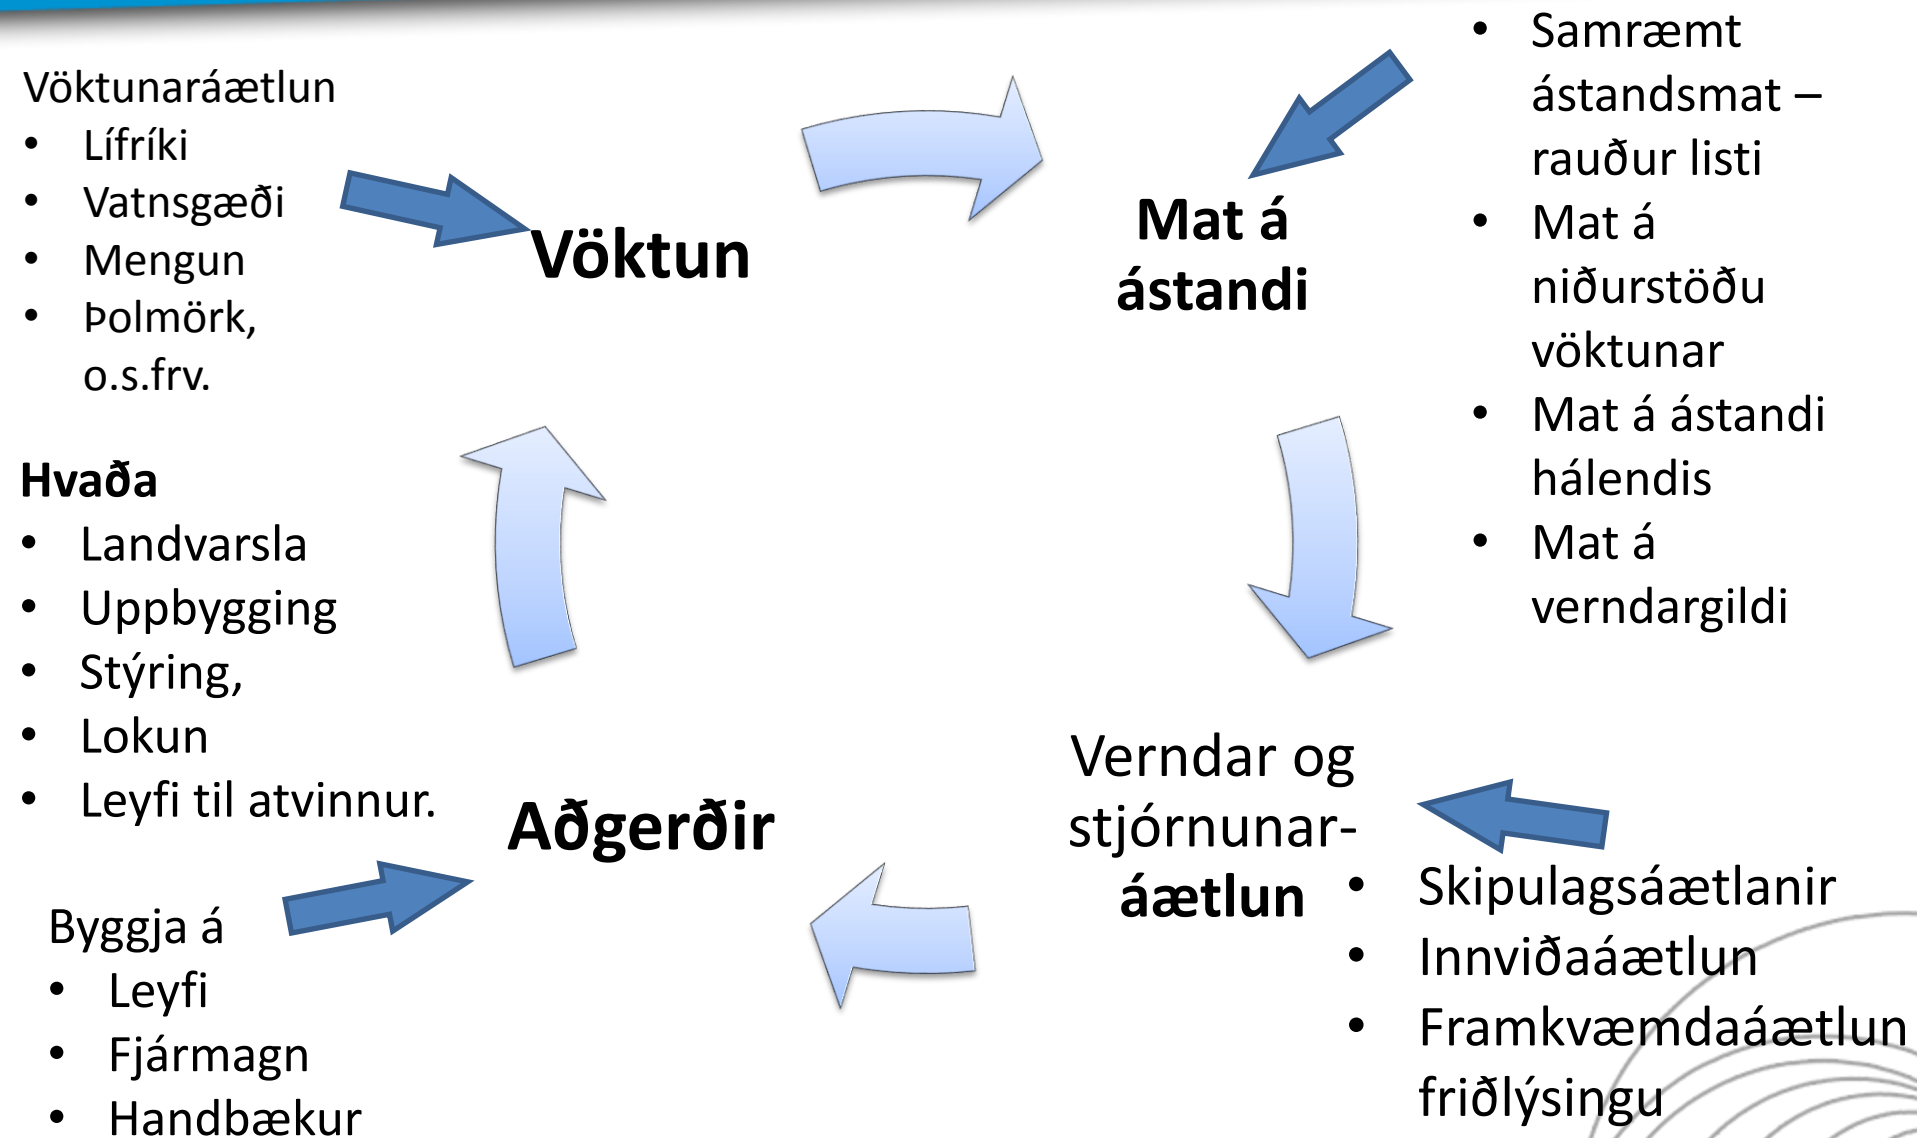 Vöktunaráætlun
• Lífríki
• Vatnsgæði
• Mengun
• Þolmörk,
o.s.frv.
Vöktun
Mat á
ástandi
• Samræmt
ástandsmat –
rauður listi
• Mat á
niðurstöðu
vöktunar
• Mat á ástandi
hálendis
• Mat á
verndargildi
Hvaða
• Landvarsla
• Uppbygging
• Stýring,
• Lokun
• Leyfi til atvinnur.
Aðgerðir
Verndar og
stjórnunar-
áætlun
• Skipulagsáætlanir
• Innviðaáætlun
• Framkvæmdaáætlun
friðlýsingu
Byggja á
• Leyfi
• Fjármagn
• Handbækur